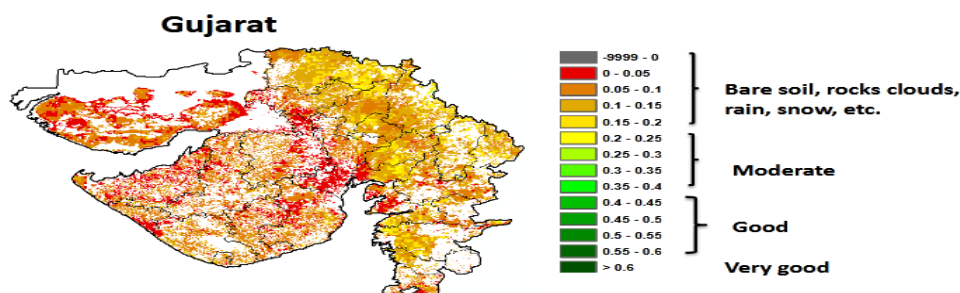 Gujarat
-9999 - 0
0 - 0.05
0.05 - 0.1
0.1 - 0.15
0.15 - 0.2
0.2 - 0.25
0.25 - 0.3
0.3 - 0.35
0.35 - 0.4
0.4 - 0.45
0.45 - 0.5
0.5 - 0.55
0.55 - 0.6
> 0.6
Bare soil, rocks clouds,
rain, snow, etc.
Moderate
Good
Very good